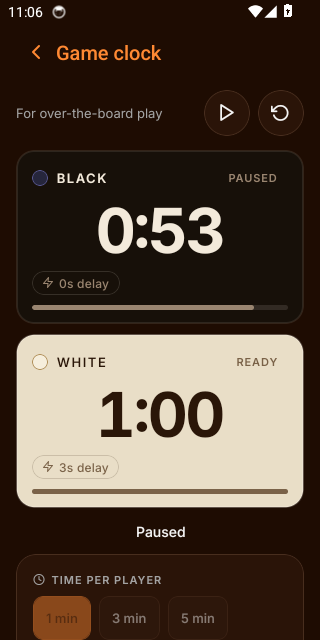 11:06
Game clock
For over-the-board play
BLACK
PAUSED
0:53
0s delay
WHITE
READY
1:00
3s delay
Paused
TIME PER PLAYER
1 min
3 min
5 min